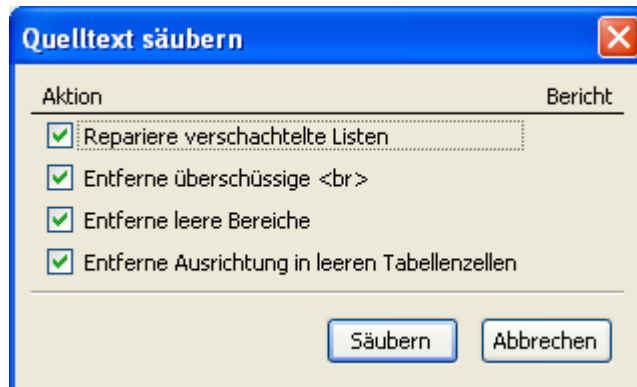 Quelltext säubern
Aktion Bericht
Repariere verschachtelte Listen
Entferne überschüssige <br>
Entferne leere Bereiche
Entferne Ausrichtung in leeren Tabellenzellen
Säubern Abbrechen